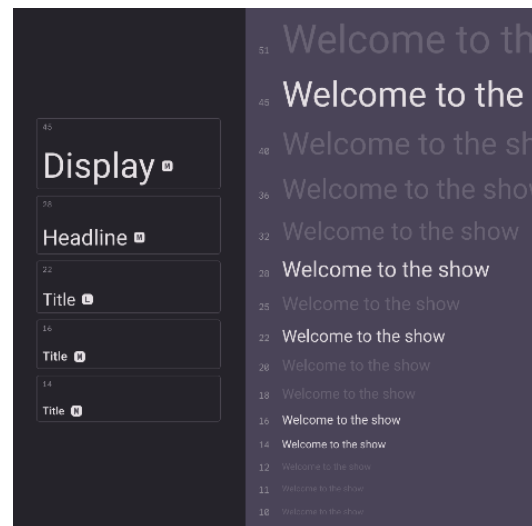 45
Display M
28
Headline M
22
Title L
16
Title M
14
Title M
51 Welcome to th
45 Welcome to the
40 Welcome to the sh
36 Welcome to the sho
32 Welcome to the show
28 Welcome to the show
25 Welcome to the show
22 Welcome to the show
20 Welcome to the show
18 Welcome to the show
16 Welcome to the show
14 Welcome to the show
12 Welcome to the show
11 Welcome to the show
10 Welcome to the show